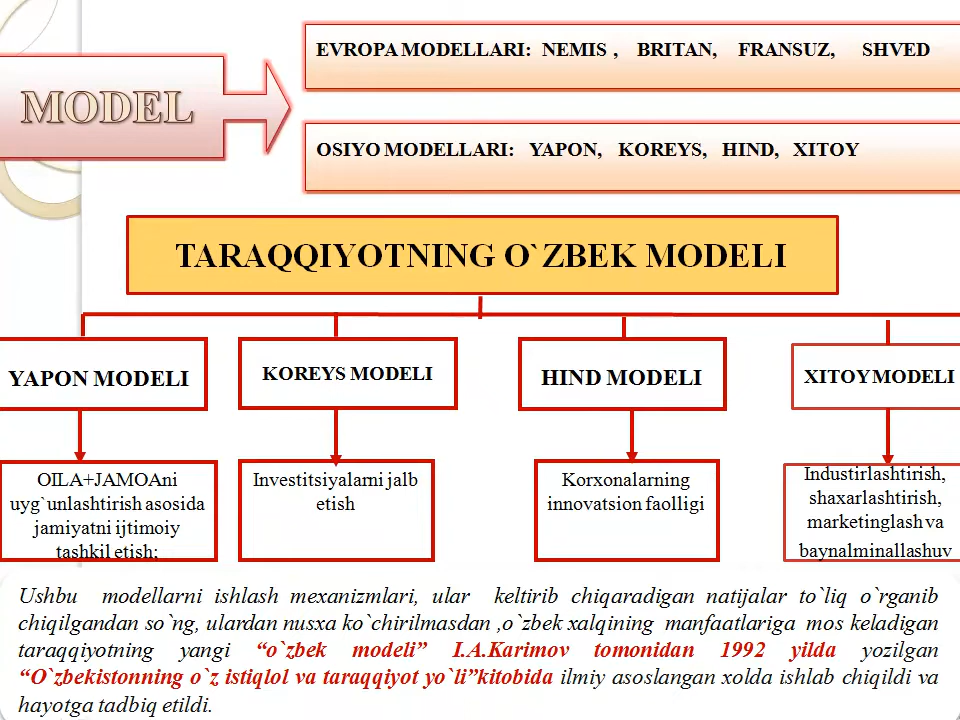 EVROPA MODELLARI: NEMIS , BRITAN, FRANSUZ, SHVED
MODEL
OSIYO MODELLARI: YAPON, KOREYS, HIND, XITOY
TARAQQIYOTNING O`ZBEK MODELI
YAPON MODELI
KOREYS MODELI
HIND MODELI
XITOY MODELI
OILA+JAMOAni
uyg`unlashtirish asosida
jamiyatni ijtimoiy
tashkil etish;
Investitsiyalarni jalb
etish
Korxonalarning
innovatsion faolligi
Industirlashtirish,
shaxarlashtirish,
marketinglash va
baynalminallashuv
Ushbu modellarni ishlash mexanizmlari, ular keltirib chiqaradigan natijalar to`liq o`rganib
chiqilgandan so`ng, ulardan nusxa ko`chirilmasdan ,o`zbek xalqining manfaatlariga mos keladigan
taraqqiyotning yangi “o`zbek modeli” I.A.Karimov tomonidan 1992 yilda yozilgan
“O`zbekistonning o`z istiqlol va taraqqiyot yo`li”kitobida ilmiy asoslangan xolda ishlab chiqildi va
hayotga tadbiq etildi.